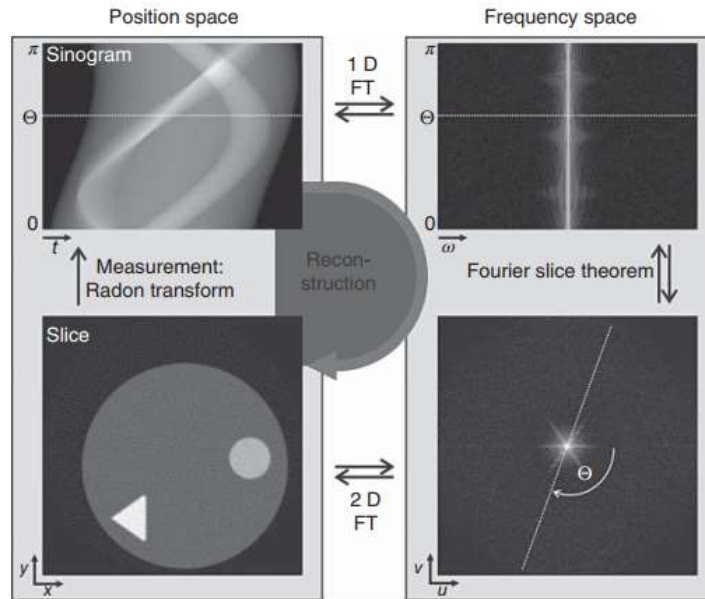 Position space
Frequency space
π
Sinogram
Θ
0
t
1 D
FT
π
Θ
0
ω
Measurement:
Radon transform
Recon-
struction
Fourier slice theorem
Slice
y
x
2 D
FT
Θ
v
u